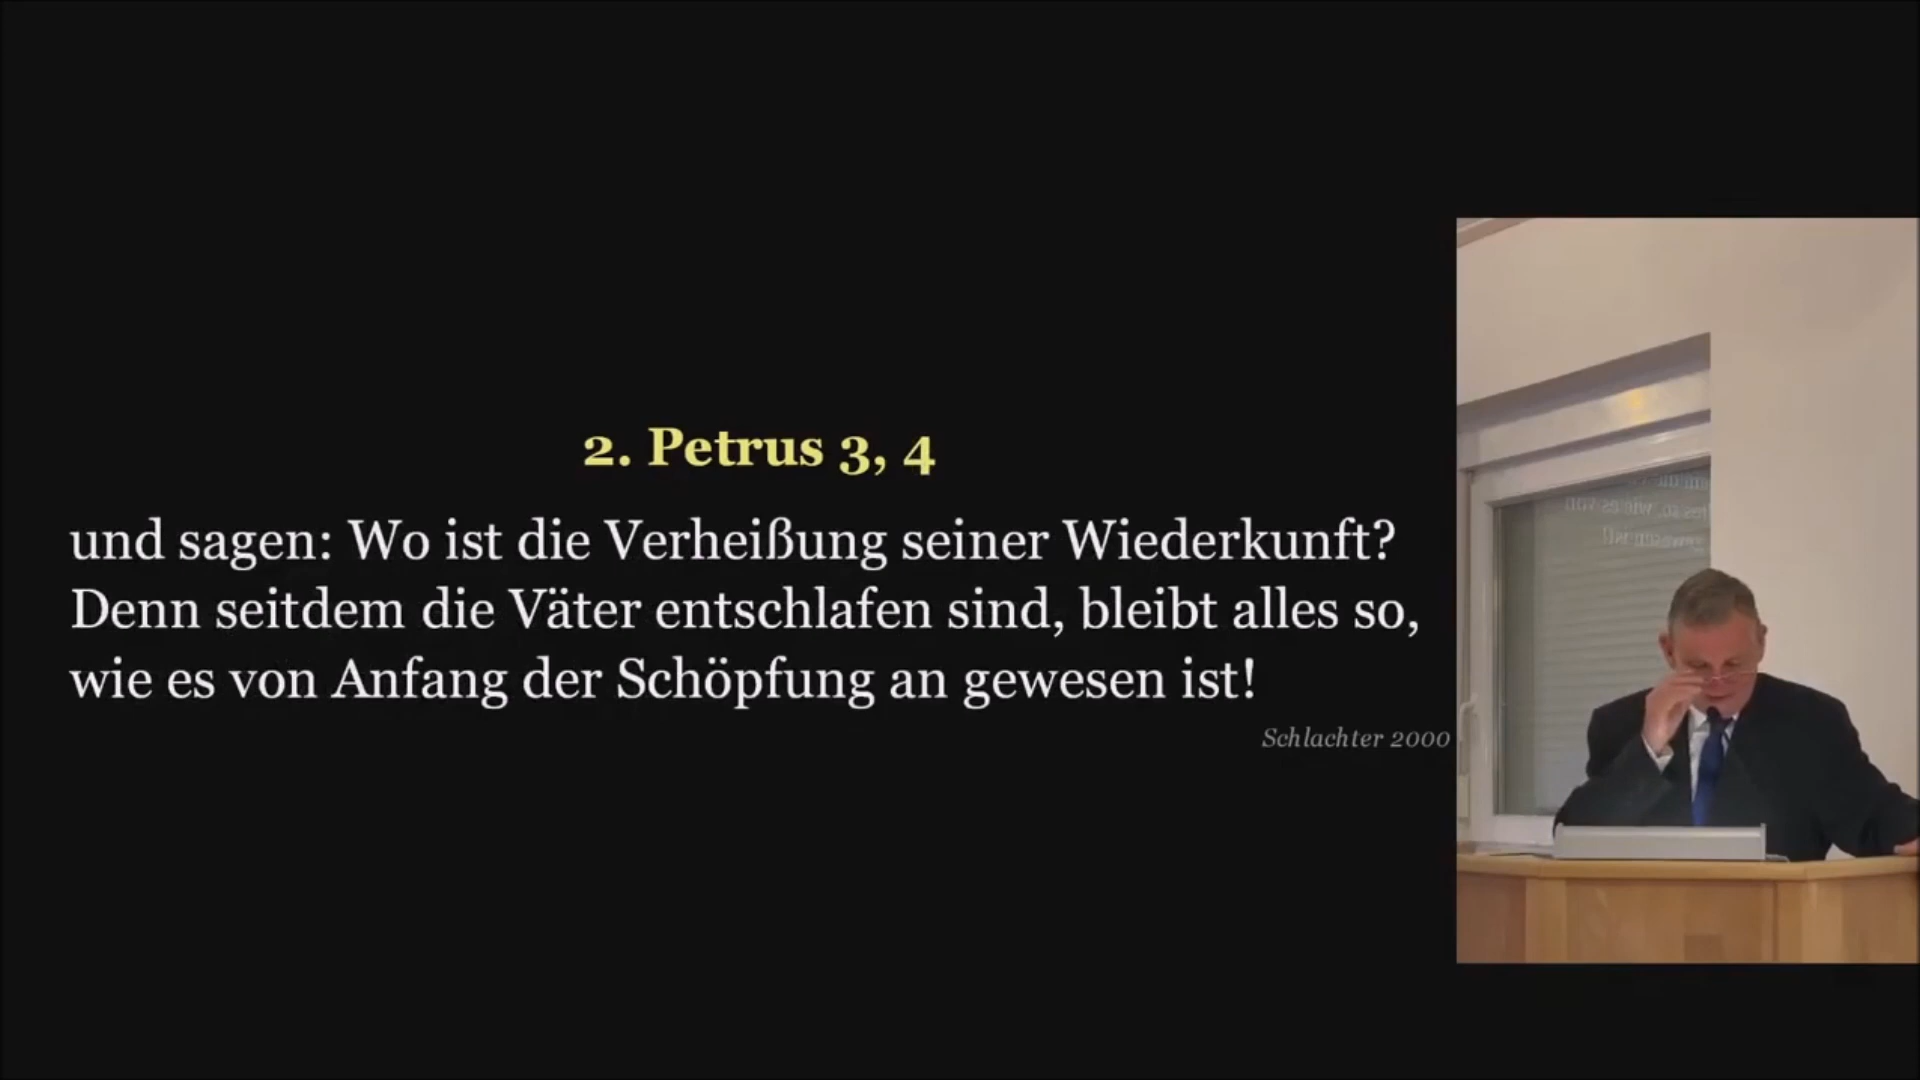 2. Petrus 3, 4
und sagen: Wo ist die Verheißung seiner Wiederkunft?
Denn seitdem die Väter entschlafen sind, bleibt alles so,
wie es von Anfang der Schöpfung an gewesen ist!
Schlachter 2000